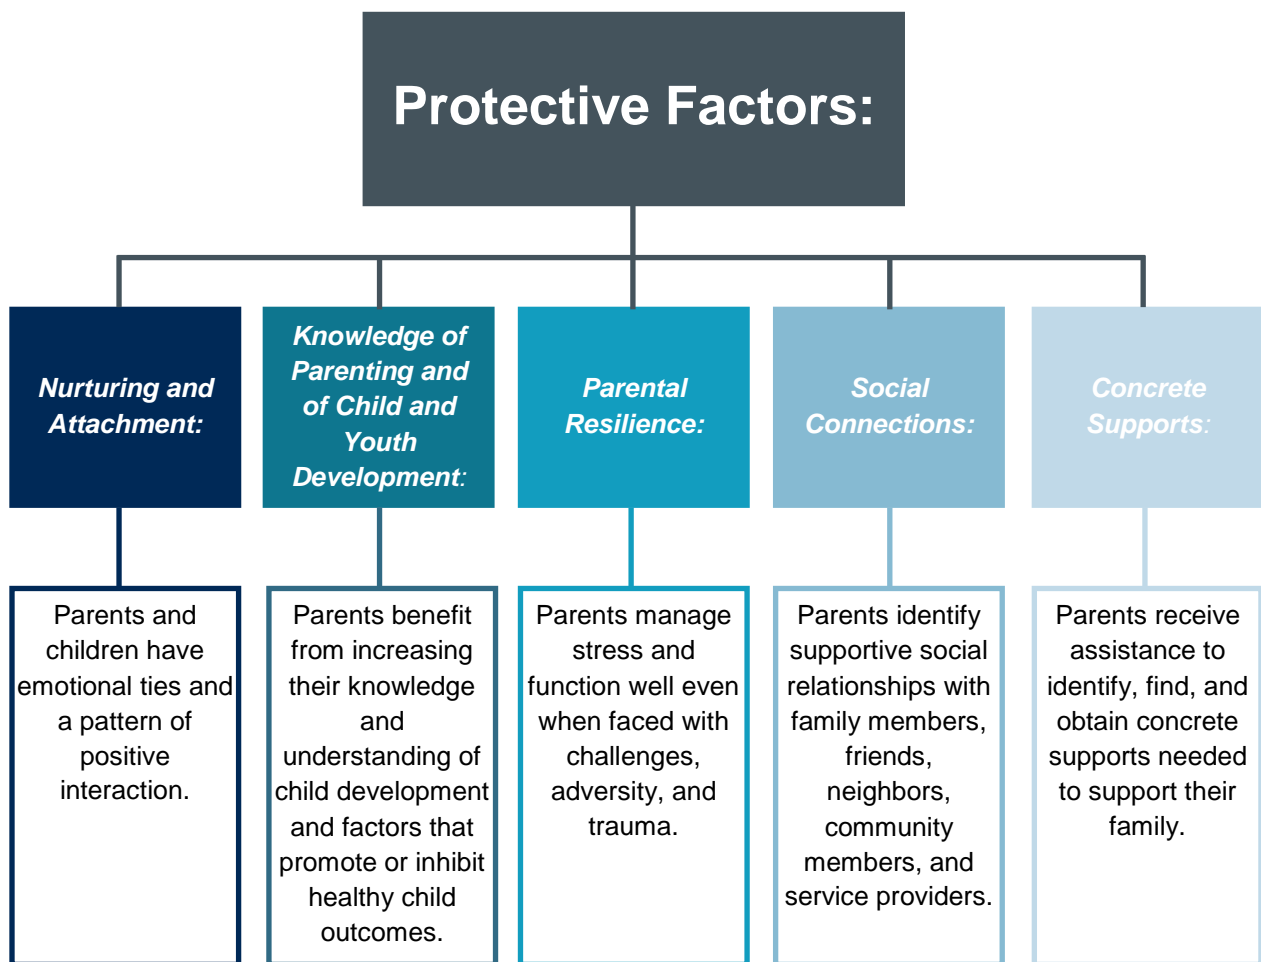 Protective Factors:
Nurturing and
Attachment:
Knowledge of
Parenting and
of Child and
Youth
Development:
Parental
Resilience:
Social
Connections:
Concrete
Supports:
Parents and
children have
emotional ties and
a pattern of
positive
interaction.
Parents benefit
from increasing
their knowledge
and
understanding of
child development
and factors that
promote or inhibit
healthy child
outcomes.
Parents manage
stress and
function well even
when faced with
challenges,
adversity, and
trauma.
Parents identify
supportive social
relationships with
family members,
friends,
neighbors,
community
members, and
service providers.
Parents receive
assistance to
identify, find, and
obtain concrete
supports needed
to support their
family.